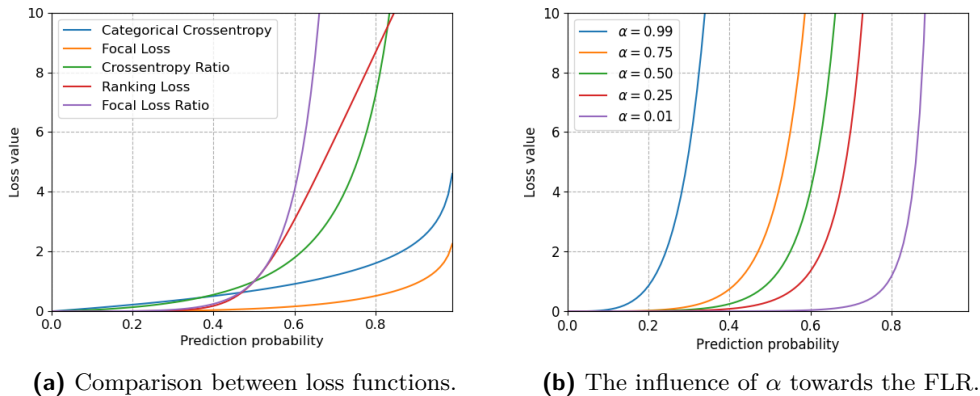 10
8
6
4
2
0
Loss value
Categorical Crossentropy
Focal Loss
Crossentropy Ratio
Ranking Loss
Focal Loss Ratio
0.0 0.2 0.4 0.6 0.8
Prediction probability
(a) Comparison between loss functions.
10
8
6
4
2
0
Loss value
α = 0.99
α = 0.75
α = 0.50
α = 0.25
α = 0.01
0.0 0.2 0.4 0.6 0.8
Prediction probability
(b) The influence of α towards the FLR.